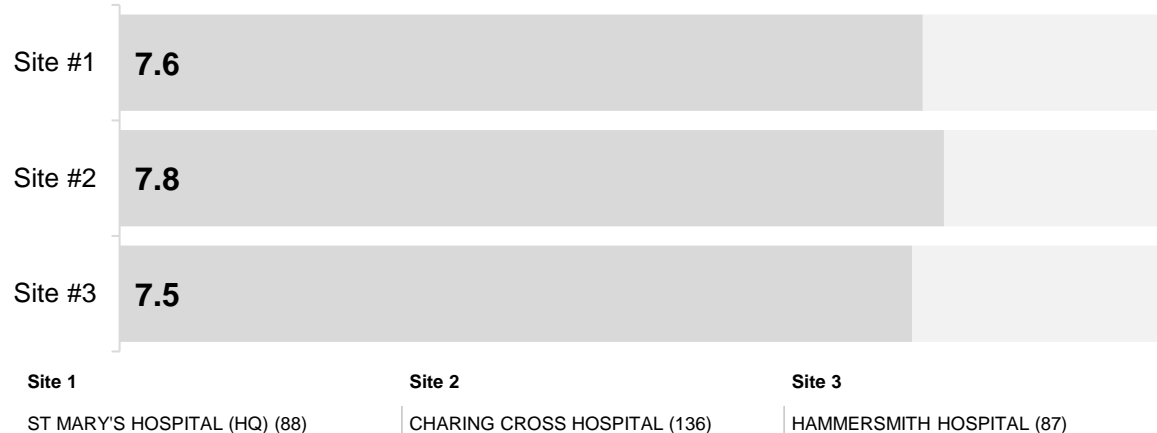 Site #1 7.6
Site #2 7.8
Site #3 7.5
Site 1 Site 2 Site 3
ST MARY'S HOSPITAL (HQ) (88) CHARING CROSS HOSPITAL (136) HAMMERSMITH HOSPITAL (87)